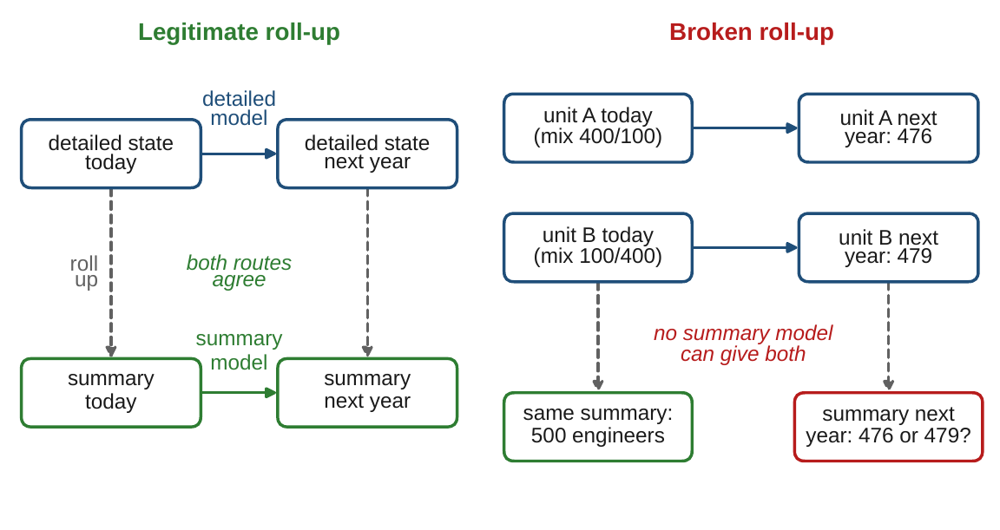 Legitimate roll-up
detailed
model
detailed state
today
detailed state
next year
roll
up
both routes
agree
summary
model
summary
today
summary
next year
Broken roll-up
unit A today
(mix 400/100)
unit A next
year: 476
unit B today
(mix 100/400)
unit B next
year: 479
no summary model
can give both
same summary:
500 engineers
summary next
year: 476 or 479?